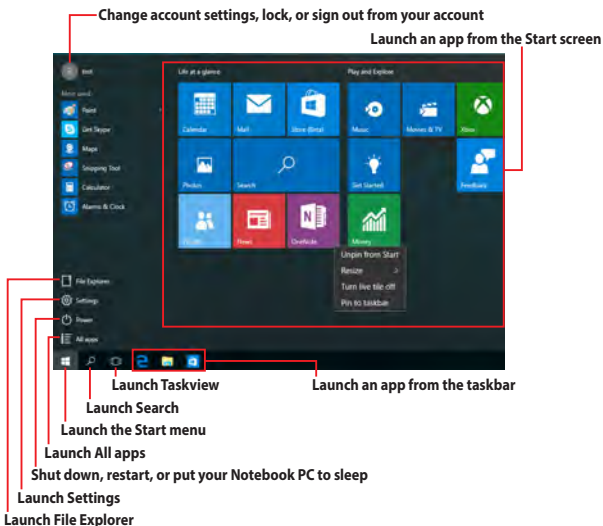 Change account settings, lock, or sign out from your account
Launch an app from the Start screen
test
Life at a glance
Play and Explore
Most used
Paint
Get Skype
Maps
Snipping Tool
Calculator
Alarms & Clock
Calendar
Mail
Store (Beta)
Music
Movies & TV
Xbox
Photos
Search
Get Started
Feedback
People
News
OneNote
Money
Unpin from Start
Resize
Turn live tile off
Pin to taskbar
File Explorer
Settings
Power
All apps
Launch Taskview
Launch an app from the taskbar
Launch Search
Launch the Start menu
Launch All apps
Shut down, restart, or put your Notebook PC to sleep
Launch Settings
Launch File Explorer